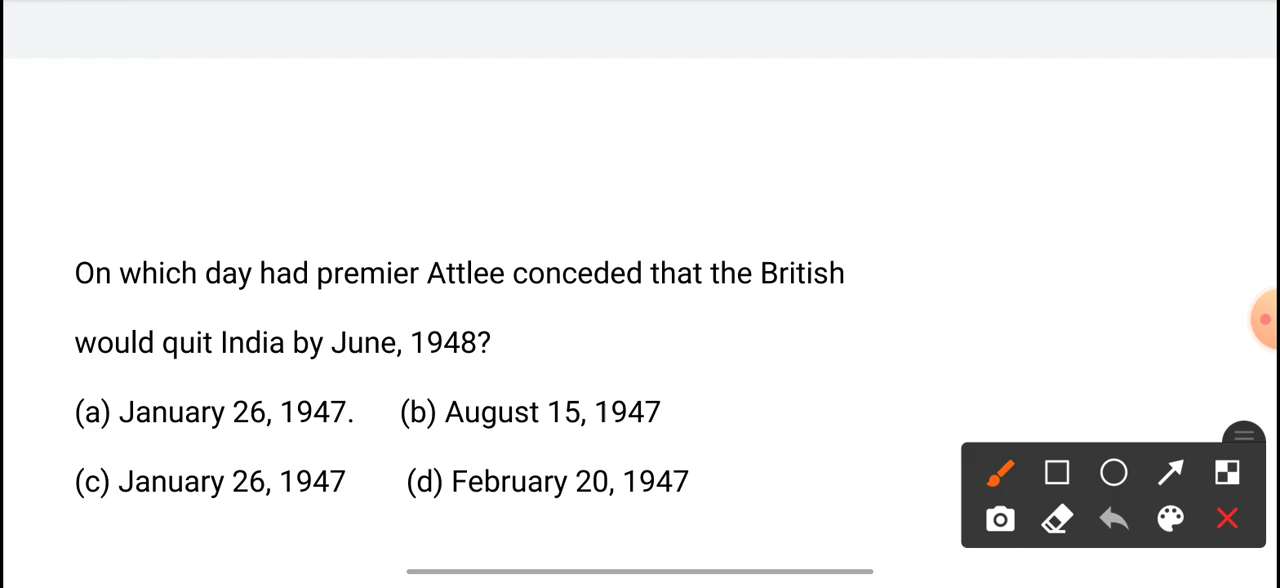 On which day had premier Attlee conceded that the British
would quit India by June, 1948?
(a) January 26, 1947. (b) August 15, 1947
(c) January 26, 1947 (d) February 20, 1947